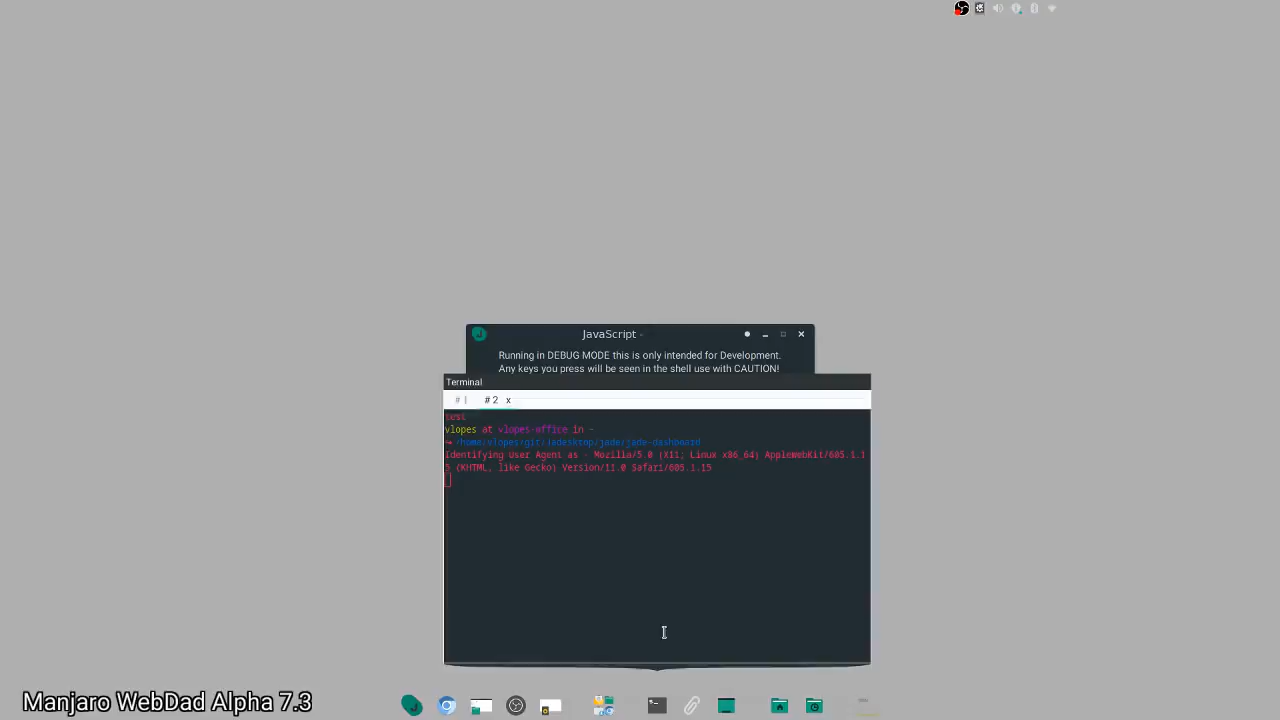 JavaScript -
Running in DEBUG MODE this is only intended for Development.
Any keys you press will be seen in the shell use with CAUTION!
Terminal
# |
# 2 x
test
vlopes at vlopes-office in ~
↪ /home/vlopes/git/Jadesktop/jade/jade-dashboard
Identifying User Agent as - Mozilla/5.0 (X11; Linux x86_64) AppleWebKit/605.1.1
5 (KHTML, like Gecko) Version/11.0 Safari/605.1.15
Manjaro WebDad Alpha 7.3